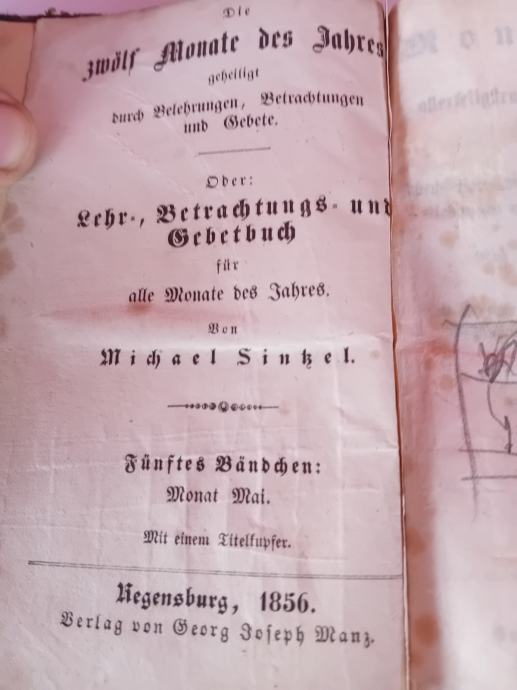 Die
zwölf Monate des Jahres
geheiligt
durch Belehrungen, Betrachtungen
und Gebete.
Oder:
Lehr-, Betrachtungs- und
Gebetbuch
für
alle Monate des Jahres.
Von
Michael Sintzel.
Fünftes Bändchen:
Monat Mai.
Mit einem Titelkupfer.
Regensburg, 1856.
Verlag von Georg Joseph Manz.